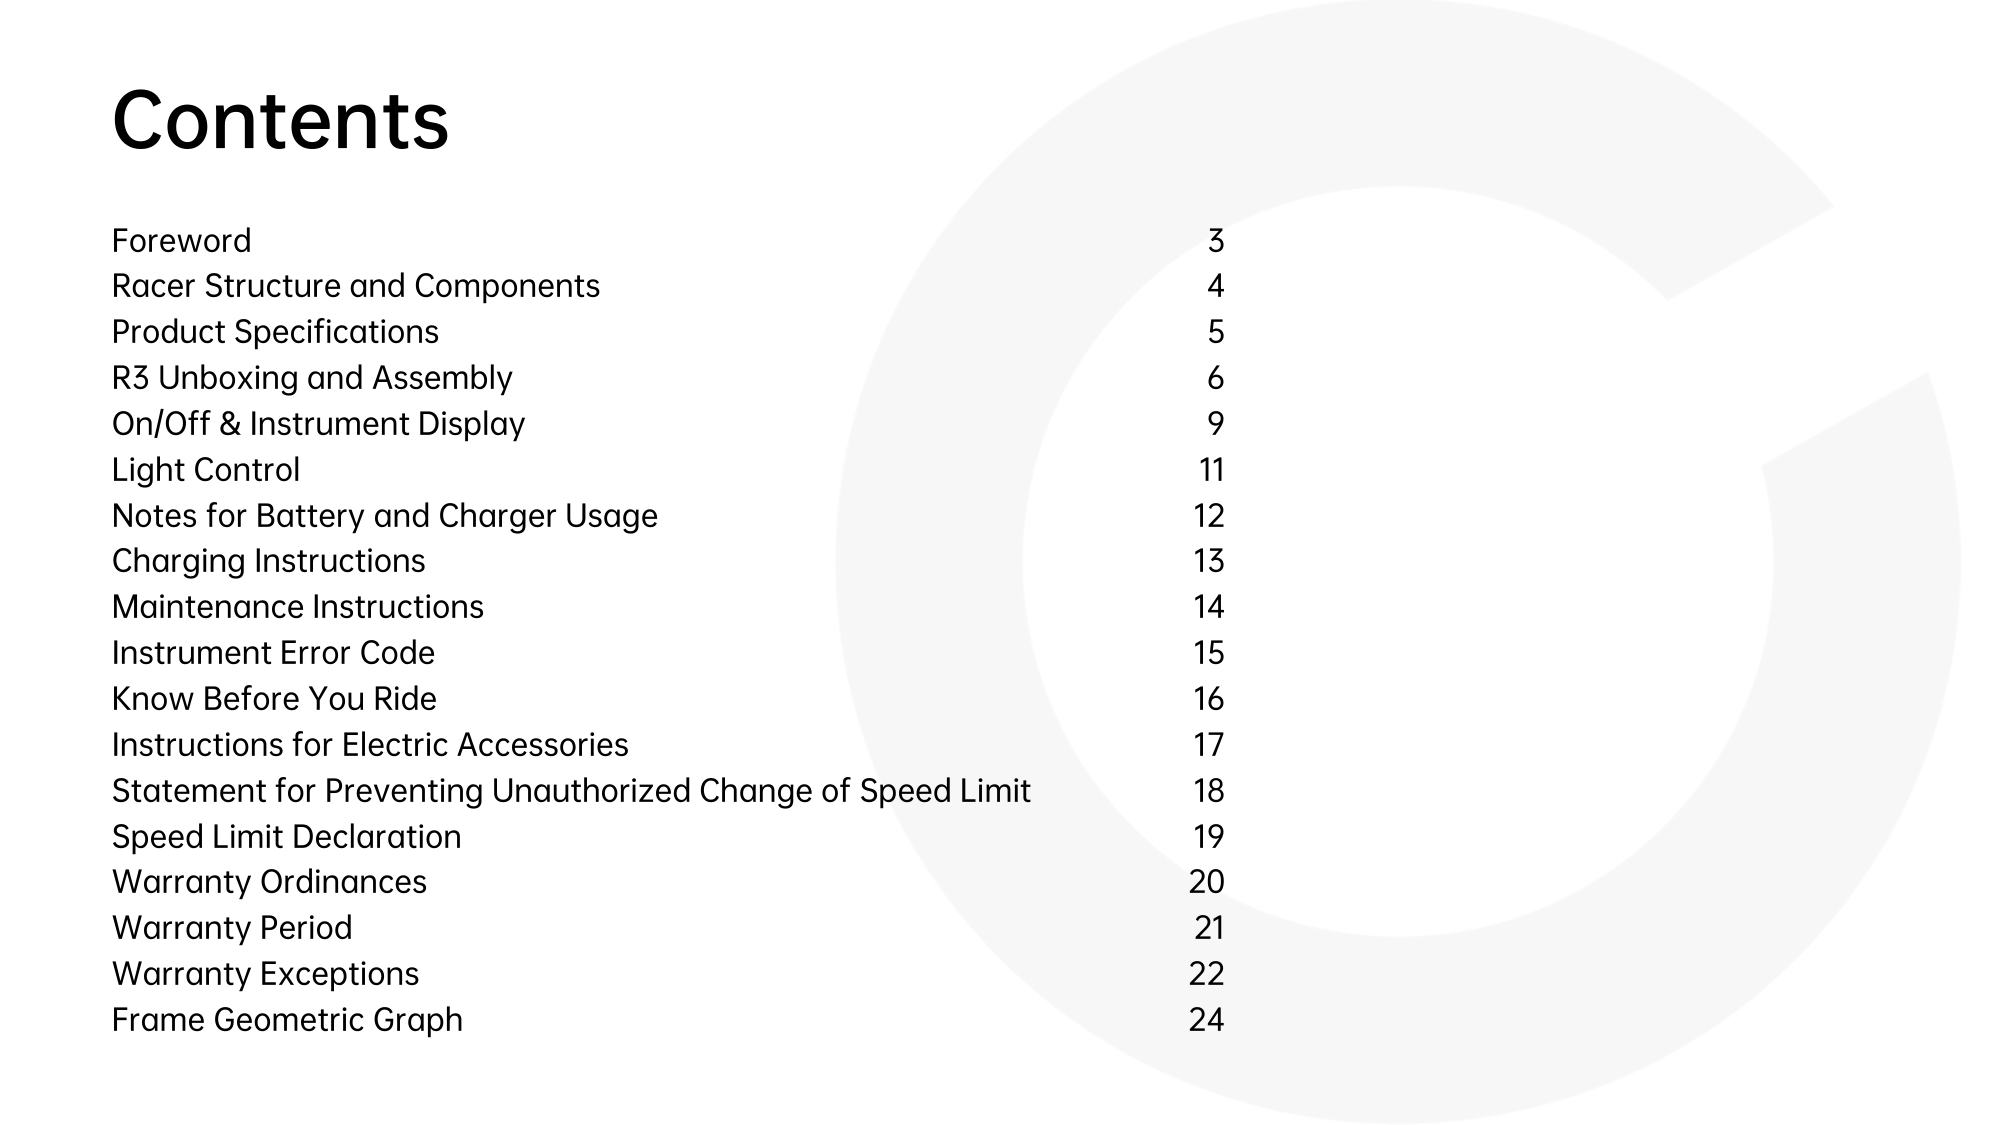 Contents
Foreword 3
Racer Structure and Components 4
Product Specifications 5
R3 Unboxing and Assembly 6
On/Off & Instrument Display 9
Light Control 11
Notes for Battery and Charger Usage 12
Charging Instructions 13
Maintenance Instructions 14
Instrument Error Code 15
Know Before You Ride 16
Instructions for Electric Accessories 17
Statement for Preventing Unauthorized Change of Speed Limit 18
Speed Limit Declaration 19
Warranty Ordinances 20
Warranty Period 21
Warranty Exceptions 22
Frame Geometric Graph 24